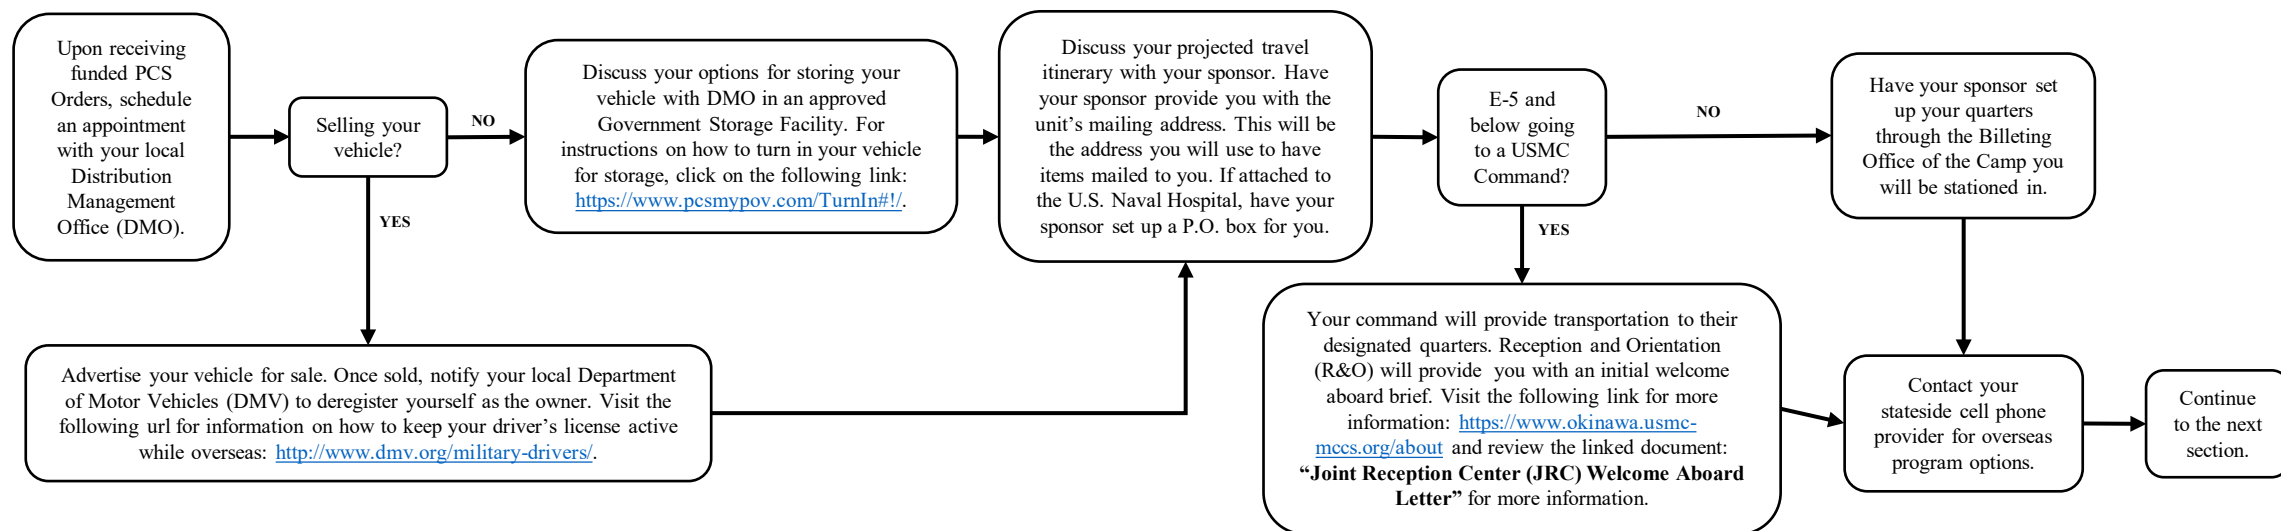 Upon receiving
funded PCS
Orders, schedule
an appointment
with your local
Distribution
Management
Office (DMO).
Selling your
vehicle?
NO
YES
Discuss your options for storing your
vehicle with DMO in an approved
Government Storage Facility. For
instructions on how to turn in your vehicle
for storage, click on the following link:
https://www.pcsmypov.com/TurnIn#!/.
Advertise your vehicle for sale. Once sold, notify your local Department
of Motor Vehicles (DMV) to deregister yourself as the owner. Visit the
following url for information on how to keep your driver’s license active
while overseas: http://www.dmv.org/military-drivers/.
Discuss your projected travel
itinerary with your sponsor. Have
your sponsor provide you with the
unit’s mailing address. This will be
the address you will use to have
items mailed to you. If attached to
the U.S. Naval Hospital, have your
sponsor set up a P.O. box for you.
E-5 and
below going
to a USMC
Command?
NO
YES
Have your sponsor set
up your quarters
through the Billeting
Office of the Camp you
will be stationed in.
Your command will provide transportation to their
designated quarters. Reception and Orientation
(R&O) will provide you with an initial welcome
aboard brief. Visit the following link for more
information: https://www.okinawa.usmc-
mccs.org/about and review the linked document:
“Joint Reception Center (JRC) Welcome Aboard
Letter” for more information.
Contact your
stateside cell phone
provider for overseas
program options.
Continue
to the next
section.